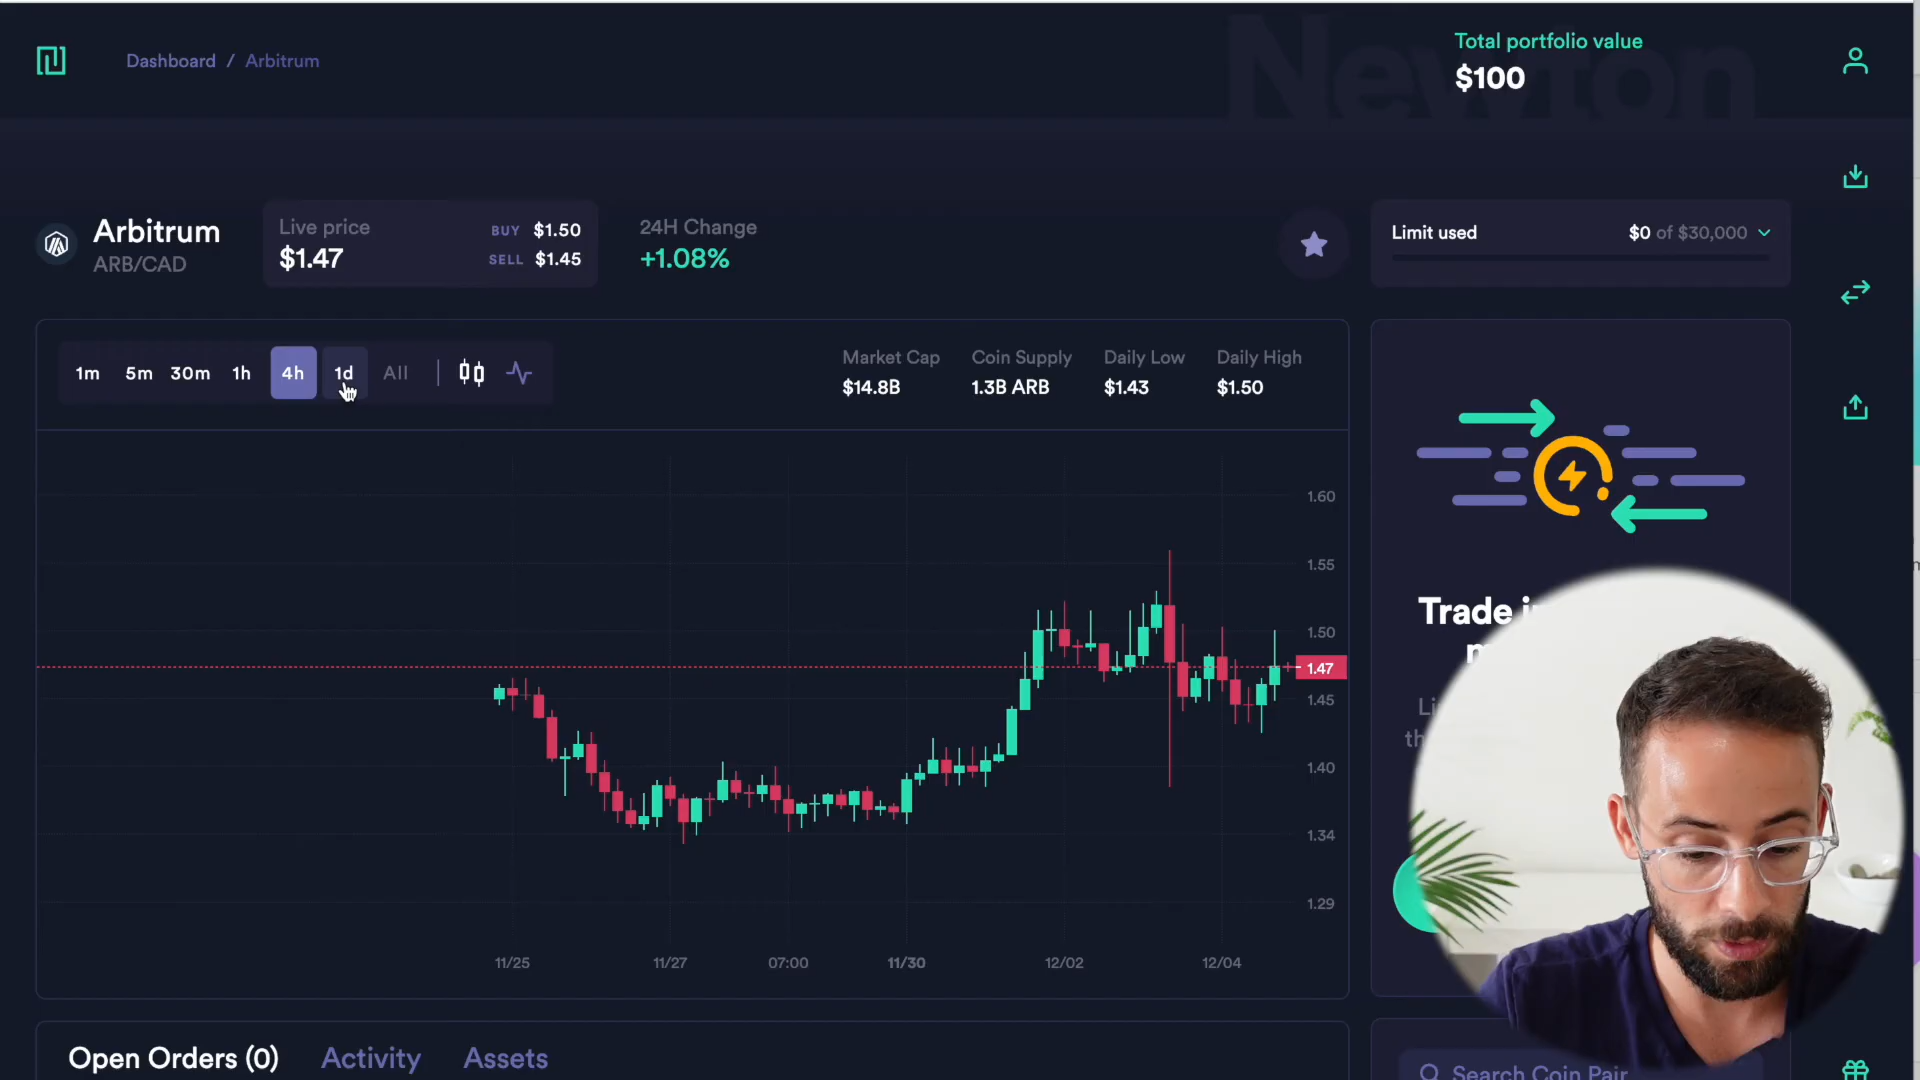 Newton
Total portfolio value
Dashboard / Arbitrum
$100
Arbitrum
ARB/CAD
Live price
$1.47
BUY $1.50
SELL $1.45
24H Change
+1.08%
Limit used
$0 of $30,000
1m 5m 30m 1h 4h 1d All
Market Cap
$14.8B
Coin Supply
1.3B ARB
Daily Low
$1.43
Daily High
$1.50
1.60
1.55
1.50
1.47
1.45
1.40
1.34
1.29
11/25 11/27 07:00 11/30 12/02 12/04
Trade
Open Orders (0) Activity Assets
Search Coin Pair